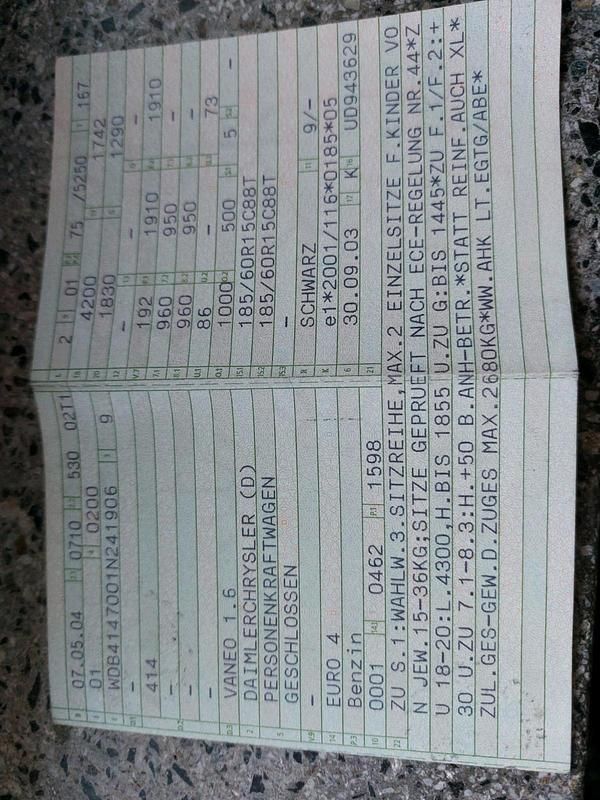 07.05.04 0710 530 0211 2 01 75 /5250 167
01 0200 4200 1742
WDB4147001N241906 9 1830 1290
- - - -
414 192 1910 1910
- 960 950 -
- 960 950 -
- 86 - 73
VANEO 1.6 1000 500 5 -
DAIMLERCHRYSLER (D) 185/60R15C88T
PERSONENKRAFTWAGEN 185/60R15C88T
GESCHLOSSEN -
- SCHWARZ 9/-
EURO 4 e1*2001/116*0185*05
Benzin 30.09.03 K UD943629
0001 0462 1598
ZU S.1:WAHLW.3.SITZREIHE,MAX.2 EINZELSITZE F.KINDER VO
N JEW.15-36KG;SITZE GEPRUEFT NACH ECE-REGELUNG NR.44*Z
U 18-20:L.4300,H.BIS 1855 U.ZU G:BIS 1445*ZU F.1/F.2:+
30 U.ZU 7.1-8.3:H.+50 B.ANH-BETR.*STATT REINF.AUCH XL*
ZUL.GES-GEW.D.ZUGES MAX.2680KG*WW.AHK LT.EGTG/ABE*